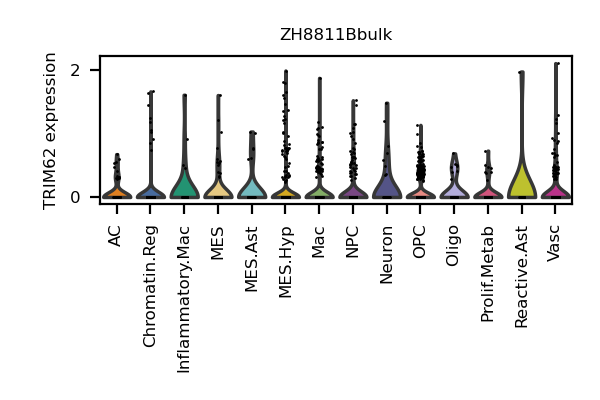 ZH8811Bbulk
TRIM62 expression
2
0
AC
Chromatin.Reg
Inflammatory.Mac
MES
MES.Ast
MES.Hyp
Mac
NPC
Neuron
OPC
Oligo
Prolif.Metab
Reactive.Ast
Vasc